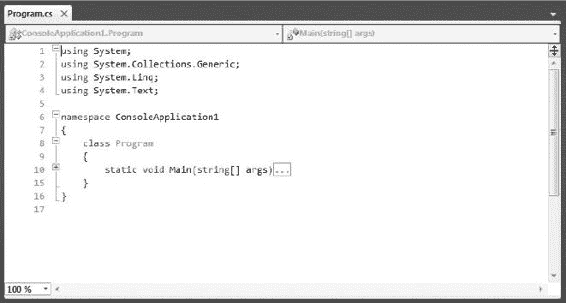 Program.cs
ConsoleApplication1.Program
Main(string[] args)
1 using System;
2 using System.Collections.Generic;
3 using System.Linq;
4 using System.Text;
5
6 namespace ConsoleApplication1
7 {
8 class Program
9 {
10 static void Main(string[] args)...
15 }
16 }
17
100 %